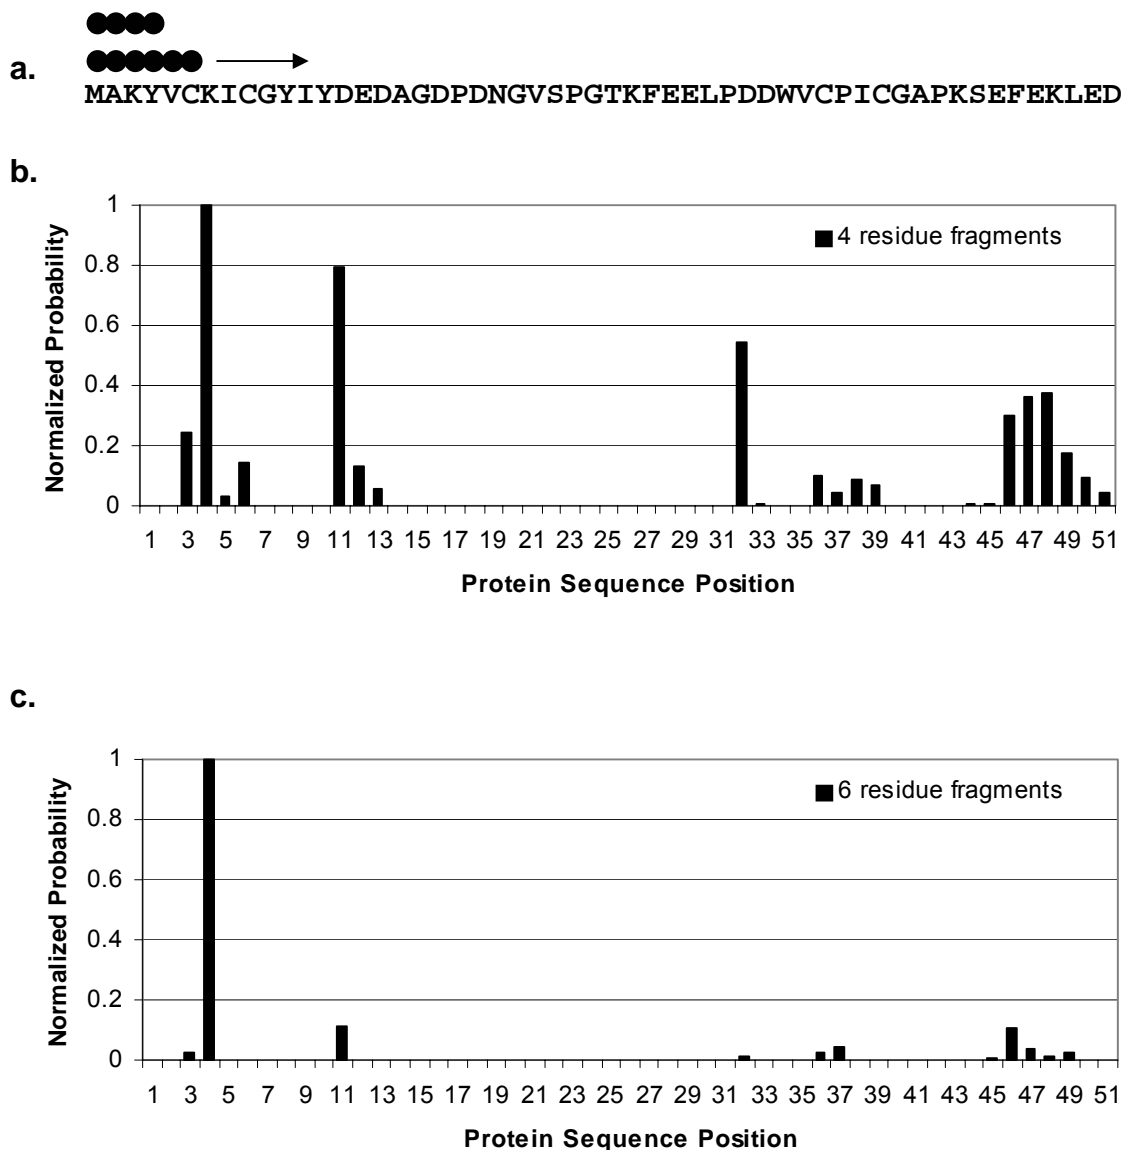 a.
MAKYVCKICGYIYDEDAGDPDNGVSPGTKFEELPDDWVCPICGAPKSEFEKLED
b.
Normalized Probability
1
0.8
0.6
0.4
0.2
0
4 residue fragments
1 3 5 7 9 11 13 15 17 19 21 23 25 27 29 31 33 35 37 39 41 43 45 47 49 51
Protein Sequence Position
c.
Normalized Probability
1
0.8
0.6
0.4
0.2
0
6 residue fragments
1 3 5 7 9 11 13 15 17 19 21 23 25 27 29 31 33 35 37 39 41 43 45 47 49 51
Protein Sequence Position